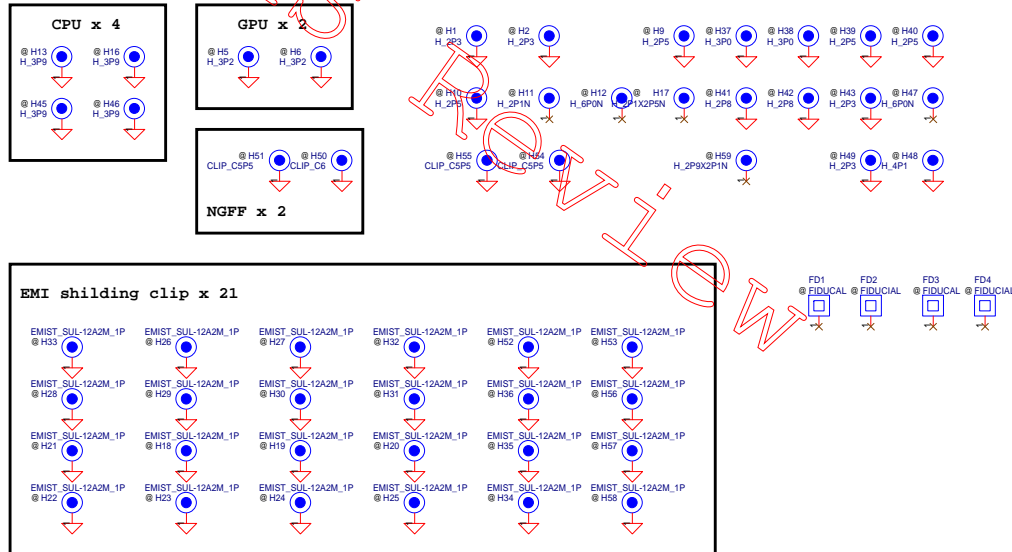 CPU x 4
@ H13
H_3P9
@ H16
H_3P9
@ H45
H_3P9
@ H46
H_3P9
GPU x 2
@ H5
H_3P2
@ H6
H_3P2
@ H51
CLIP_C5P5
@ H50
CLIP_C6
NGFF x 2
@ H1
H_2P3
@ H2
H_2P3
@ H9
H_2P5
@ H37
H_3P0
@ H38
H_3P0
@ H39
H_2P5
@ H40
H_2P5
@ H10
H_2P5
@ H11
H_2P1N
@ H12
H_6P0N
@ H17
H_2P1X2P5N
@ H41
H_2P8
@ H42
H_2P8
@ H43
H_2P3
@ H47
H_6P0N
@ H55
CLIP_C5P5
@ H54
CLIP_C5P5
@ H59
H_2P9X2P1N
@ H49
H_2P3
@ H48
H_4P1
Review
FD1
@ FIDUCAL
FD2
@ FIDUCIAL
FD3
@ FIDUCAL
FD4
@ FIDUCIAL
EMI shilding clip x 21
EMIST_SUL-12A2M_1P
@ H33
EMIST_SUL-12A2M_1P
@ H26
EMIST_SUL-12A2M_1P
@ H27
EMIST_SUL-12A2M_1P
@ H32
EMIST_SUL-12A2M_1P
@ H52
EMIST_SUL-12A2M_1P
@ H53
EMIST_SUL-12A2M_1P
@ H28
EMIST_SUL-12A2M_1P
@ H29
EMIST_SUL-12A2M_1P
@ H30
EMIST_SUL-12A2M_1P
@ H31
EMIST_SUL-12A2M_1P
@ H36
EMIST_SUL-12A2M_1P
@ H56
EMIST_SUL-12A2M_1P
@ H21
EMIST_SUL-12A2M_1P
@ H18
EMIST_SUL-12A2M_1P
@ H19
EMIST_SUL-12A2M_1P
@ H20
EMIST_SUL-12A2M_1P
@ H35
EMIST_SUL-12A2M_1P
@ H57
EMIST_SUL-12A2M_1P
@ H22
EMIST_SUL-12A2M_1P
@ H23
EMIST_SUL-12A2M_1P
@ H24
EMIST_SUL-12A2M_1P
@ H25
EMIST_SUL-12A2M_1P
@ H34
EMIST_SUL-12A2M_1P
@ H58